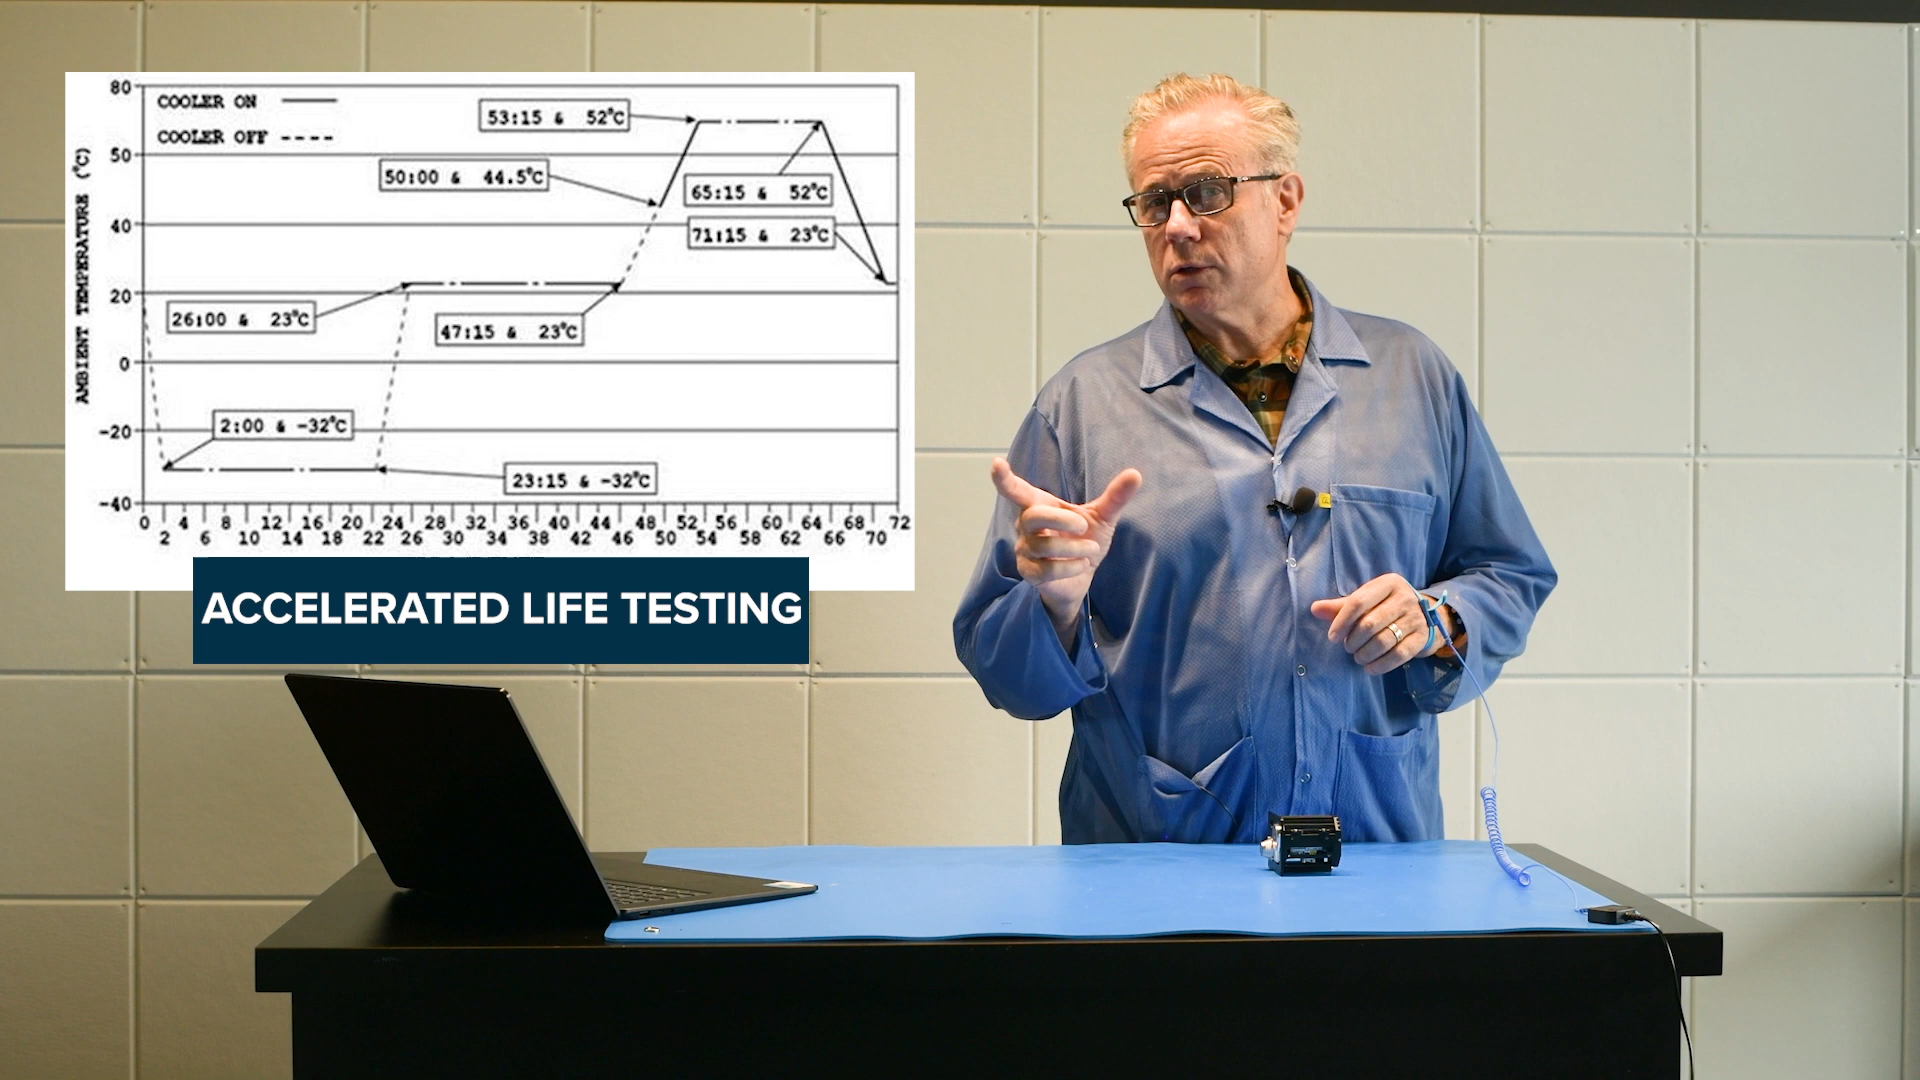 80
COOLER ON
COOLER OFF
53:15 & 52°C
50
50:00 & 44.5°C
65:15 & 52°C
40
71:15 & 23°C
AMBIENT TEMPERATURE (°C)
20
26:00 & 23°C
47:15 & 23°C
0
2:00 & -32°C
-20
23:15 & -32°C
-40
0 4 8 12 16 20 24 28 32 36 40 44 48 52 56 60 64 68 72
2 6 10 14 18 22 26 30 34 38 42 46 50 54 58 62 66 70
ACCELERATED LIFE TESTING